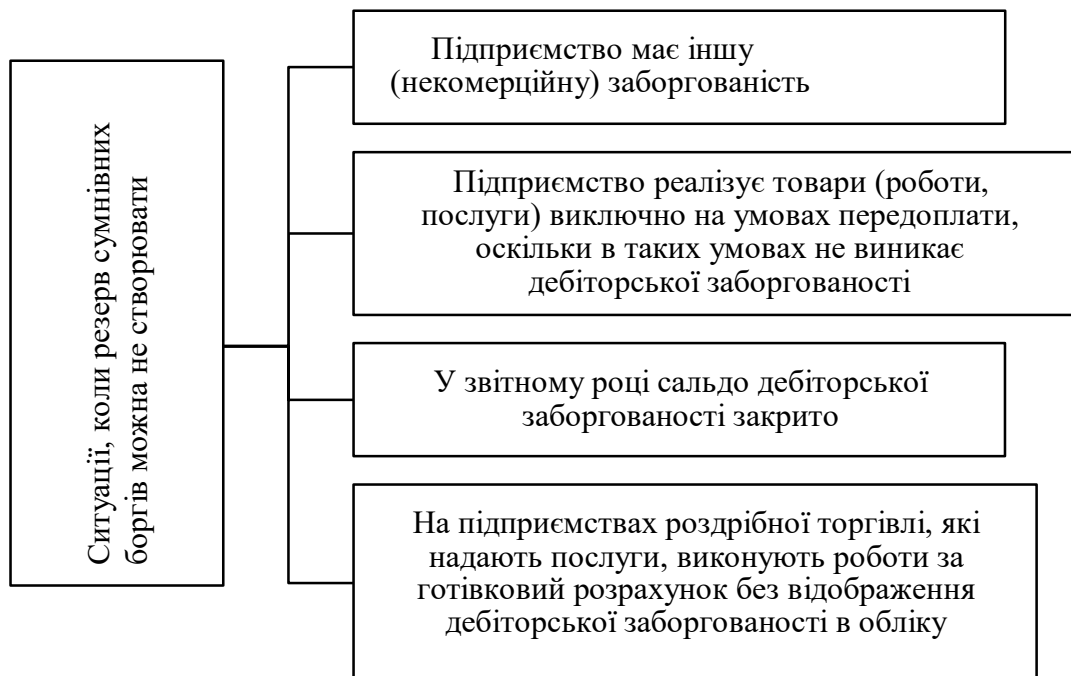 Ситуації, коли резерв сумнівних
боргів можна не створювати
Підприємство має іншу
(некомерційну) заборгованість
Підприємство реалізує товари (роботи,
послуги) виключно на умовах передоплати,
оскільки в таких умовах не виникає
дебіторської заборгованості
У звітному році сальдо дебіторської
заборгованості закрито
На підприємствах роздрібної торгівлі, які
надають послуги, виконують роботи за
готівковий розрахунок без відображення
дебіторської заборгованості в обліку